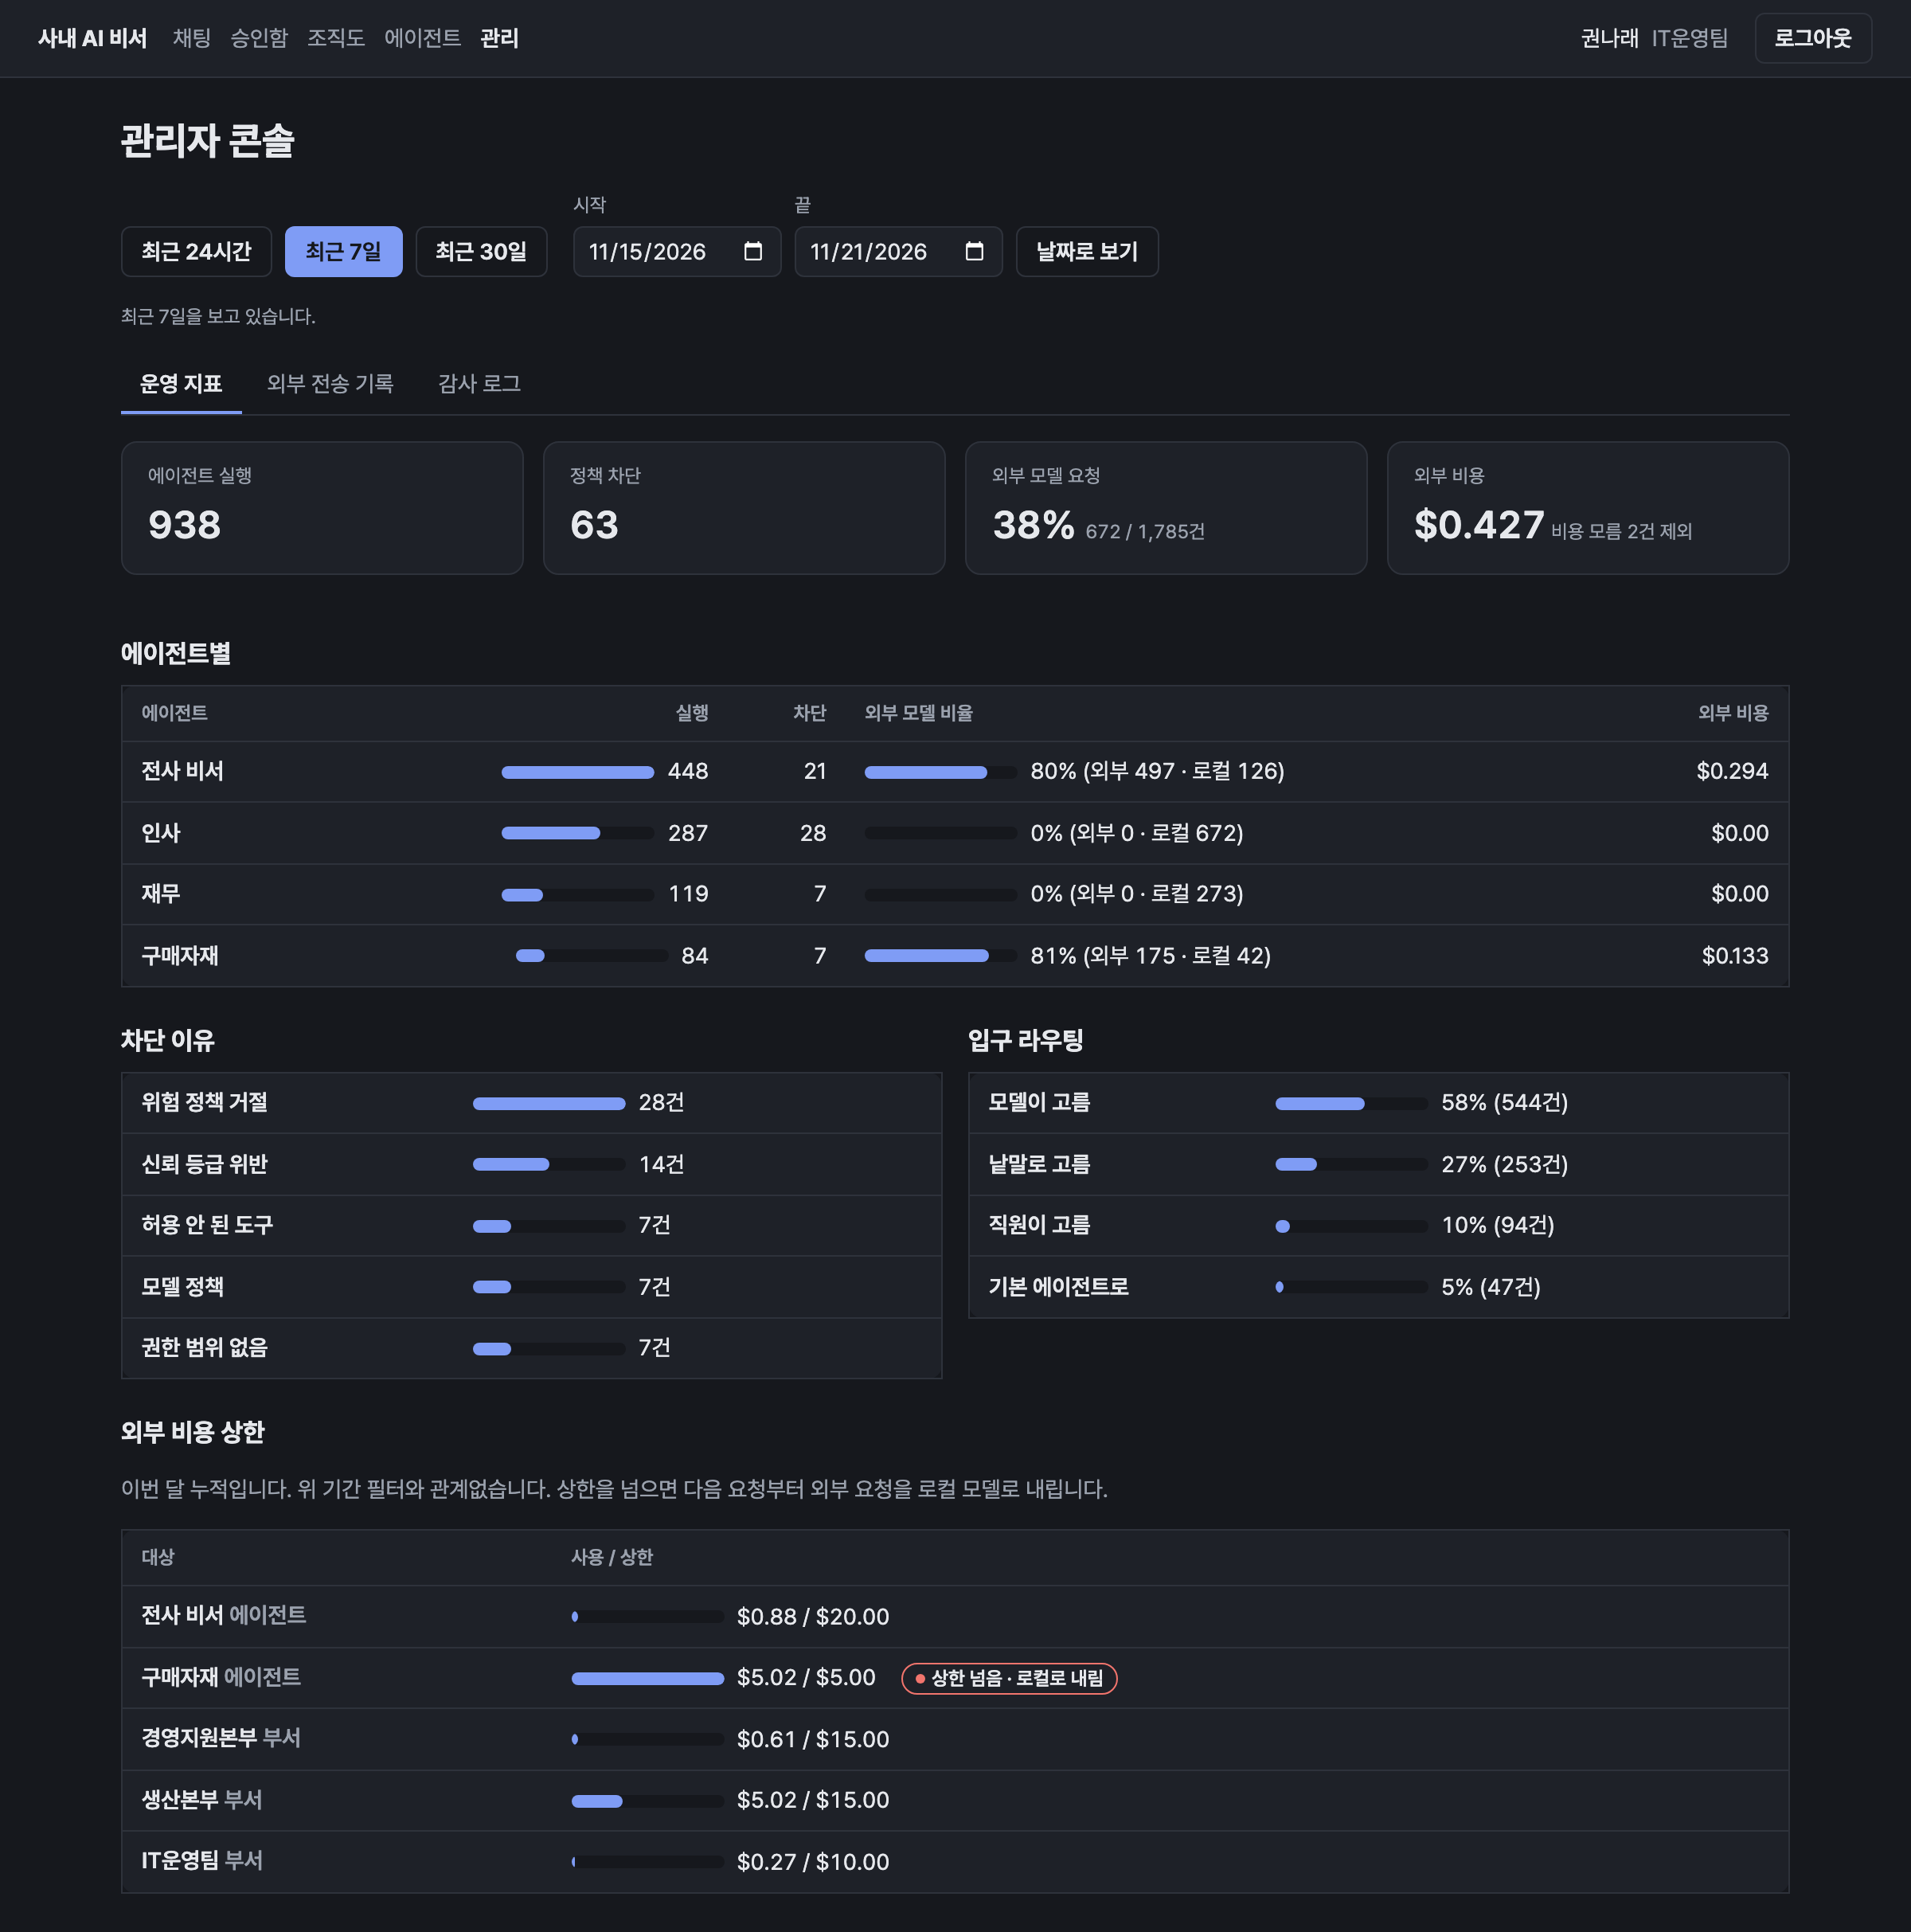 사내 AI 비서 채팅 승인함 조직도 에이전트 관리 권나래 IT운영팀 로그아웃
관리자 콘솔
시작 끝
최근 24시간 최근 7일 최근 30일 11/15/2026 11/21/2026 날짜로 보기
최근 7일을 보고 있습니다.
운영 지표 외부 전송 기록 감사 로그
에이전트 실행
938
정책 차단
63
외부 모델 요청
38% 672 / 1,785건
외부 비용
$0.427 비용 모름 2건 제외
에이전트별
에이전트 실행 차단 외부 모델 비율 외부 비용
전사 비서 448 21 80% (외부 497 · 로컬 126) $0.294
인사 287 28 0% (외부 0 · 로컬 672) $0.00
재무 119 7 0% (외부 0 · 로컬 273) $0.00
구매자재 84 7 81% (외부 175 · 로컬 42) $0.133
차단 이유
위험 정책 거절 28건
신뢰 등급 위반 14건
허용 안 된 도구 7건
모델 정책 7건
권한 범위 없음 7건
입구 라우팅
모델이 고름 58% (544건)
낱말로 고름 27% (253건)
직원이 고름 10% (94건)
기본 에이전트로 5% (47건)
외부 비용 상한
이번 달 누적입니다. 위 기간 필터와 관계없습니다. 상한을 넘으면 다음 요청부터 외부 요청을 로컬 모델로 내립니다.
대상 사용 / 상한
전사 비서 에이전트 $0.88 / $20.00
구매자재 에이전트 $5.02 / $5.00 상한 넘음 · 로컬로 내림
경영지원본부 부서 $0.61 / $15.00
생산본부 부서 $5.02 / $15.00
IT운영팀 부서 $0.27 / $10.00